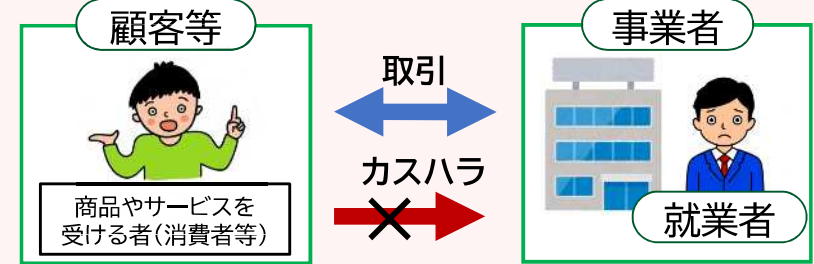 顧客等
商品やサービスを
受ける者(消費者等)
取引
カスハラ
事業者
就業者